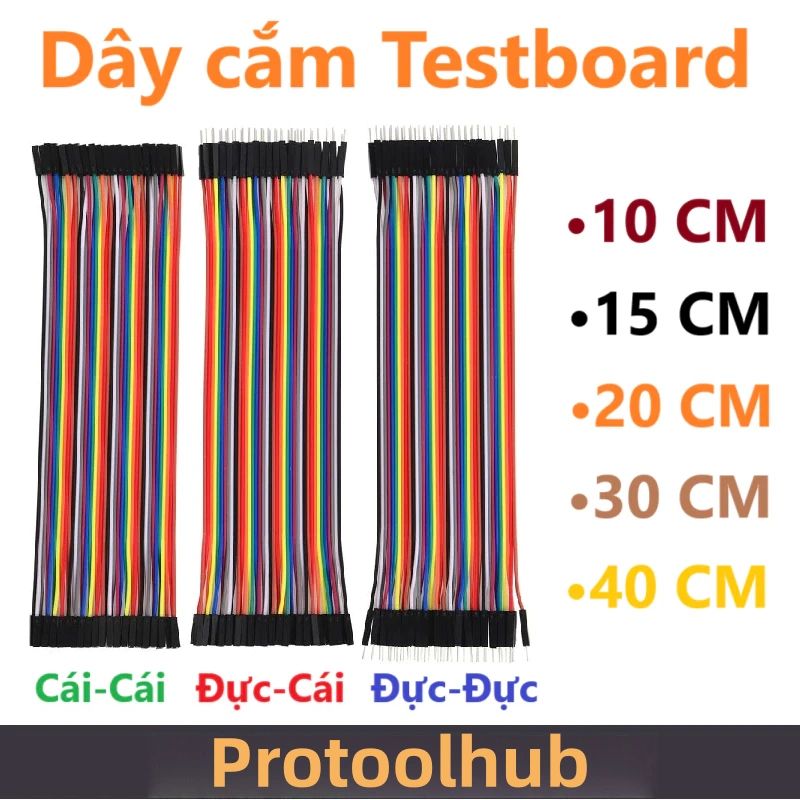 Dây cắm Testboard
•10 CM
•15 CM
•20 CM
•30 CM
•40 CM
Cái-Cái Đực-Cái Đực-Đực
Protoolhub